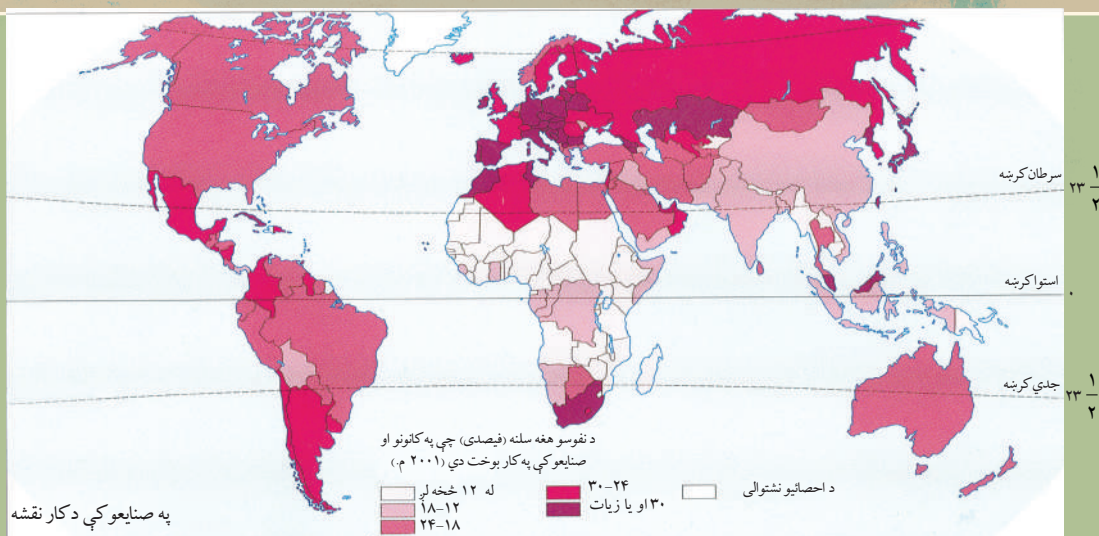 سرطان کرښه
۲۳ ۱/۲
استوا کرښه
۰
جدي کرښه
۲۳ ۱/۲
د نفوسو هغه سلنه (فیصدی) چې په کانونو او
صنایعو کې په کار بوخت دي (۲۰۰۱ م.)
له ۱۲ څخه لږ
۱۸-۱۲
۲۴-۱۸
۳۰-۲۴
۳۰ او یا زیات
د احصائیو نشتوالی
په صنایعو کې د کار نقشه